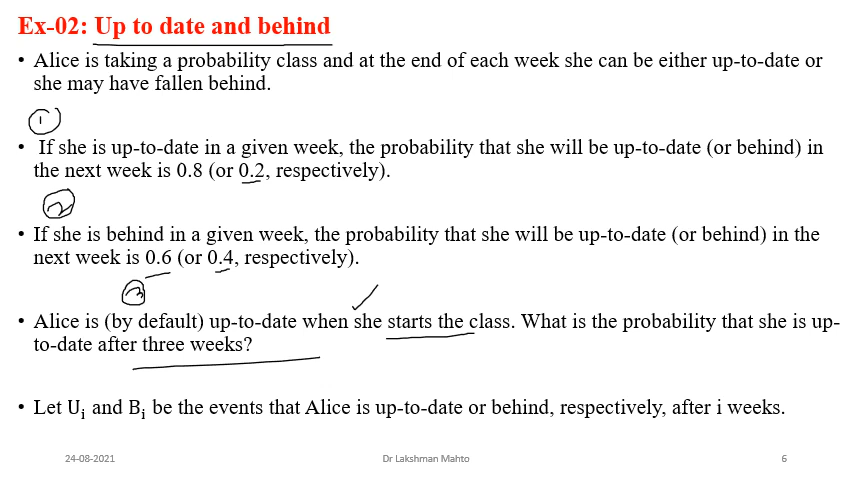 Ex-02: Up to date and behind
• Alice is taking a probability class and at the end of each week she can be either up-to-date or
she may have fallen behind.
1
• If she is up-to-date in a given week, the probability that she will be up-to-date (or behind) in
the next week is 0.8 (or 0.2, respectively).
2
• If she is behind in a given week, the probability that she will be up-to-date (or behind) in the
next week is 0.6 (or 0.4, respectively).
3
• Alice is (by default) up-to-date when she starts the class. What is the probability that she is up-
to-date after three weeks?
• Let Uᵢ and Bᵢ be the events that Alice is up-to-date or behind, respectively, after i weeks.
24-08-2021 Dr Lakshman Mahto 6